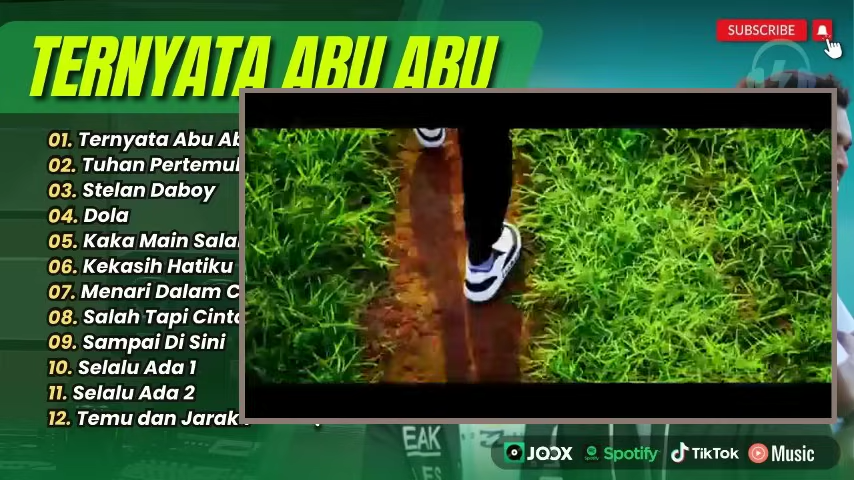 TERNYATA ABU ABU
SUBSCRIBE
01. Ternyata Abu
02. Tuhan
03. Stelan Daboy
04. Dola
05. Kaka Main
06. Kekasih Hatiku
07. Menari Dalam
08. Salah Tapi
09. Sampai Di Sini
10. Selalu Ada 1
11. Selalu Ada 2
12. Temu dan Jarak
EAK
JOOX Spotify TikTok Music